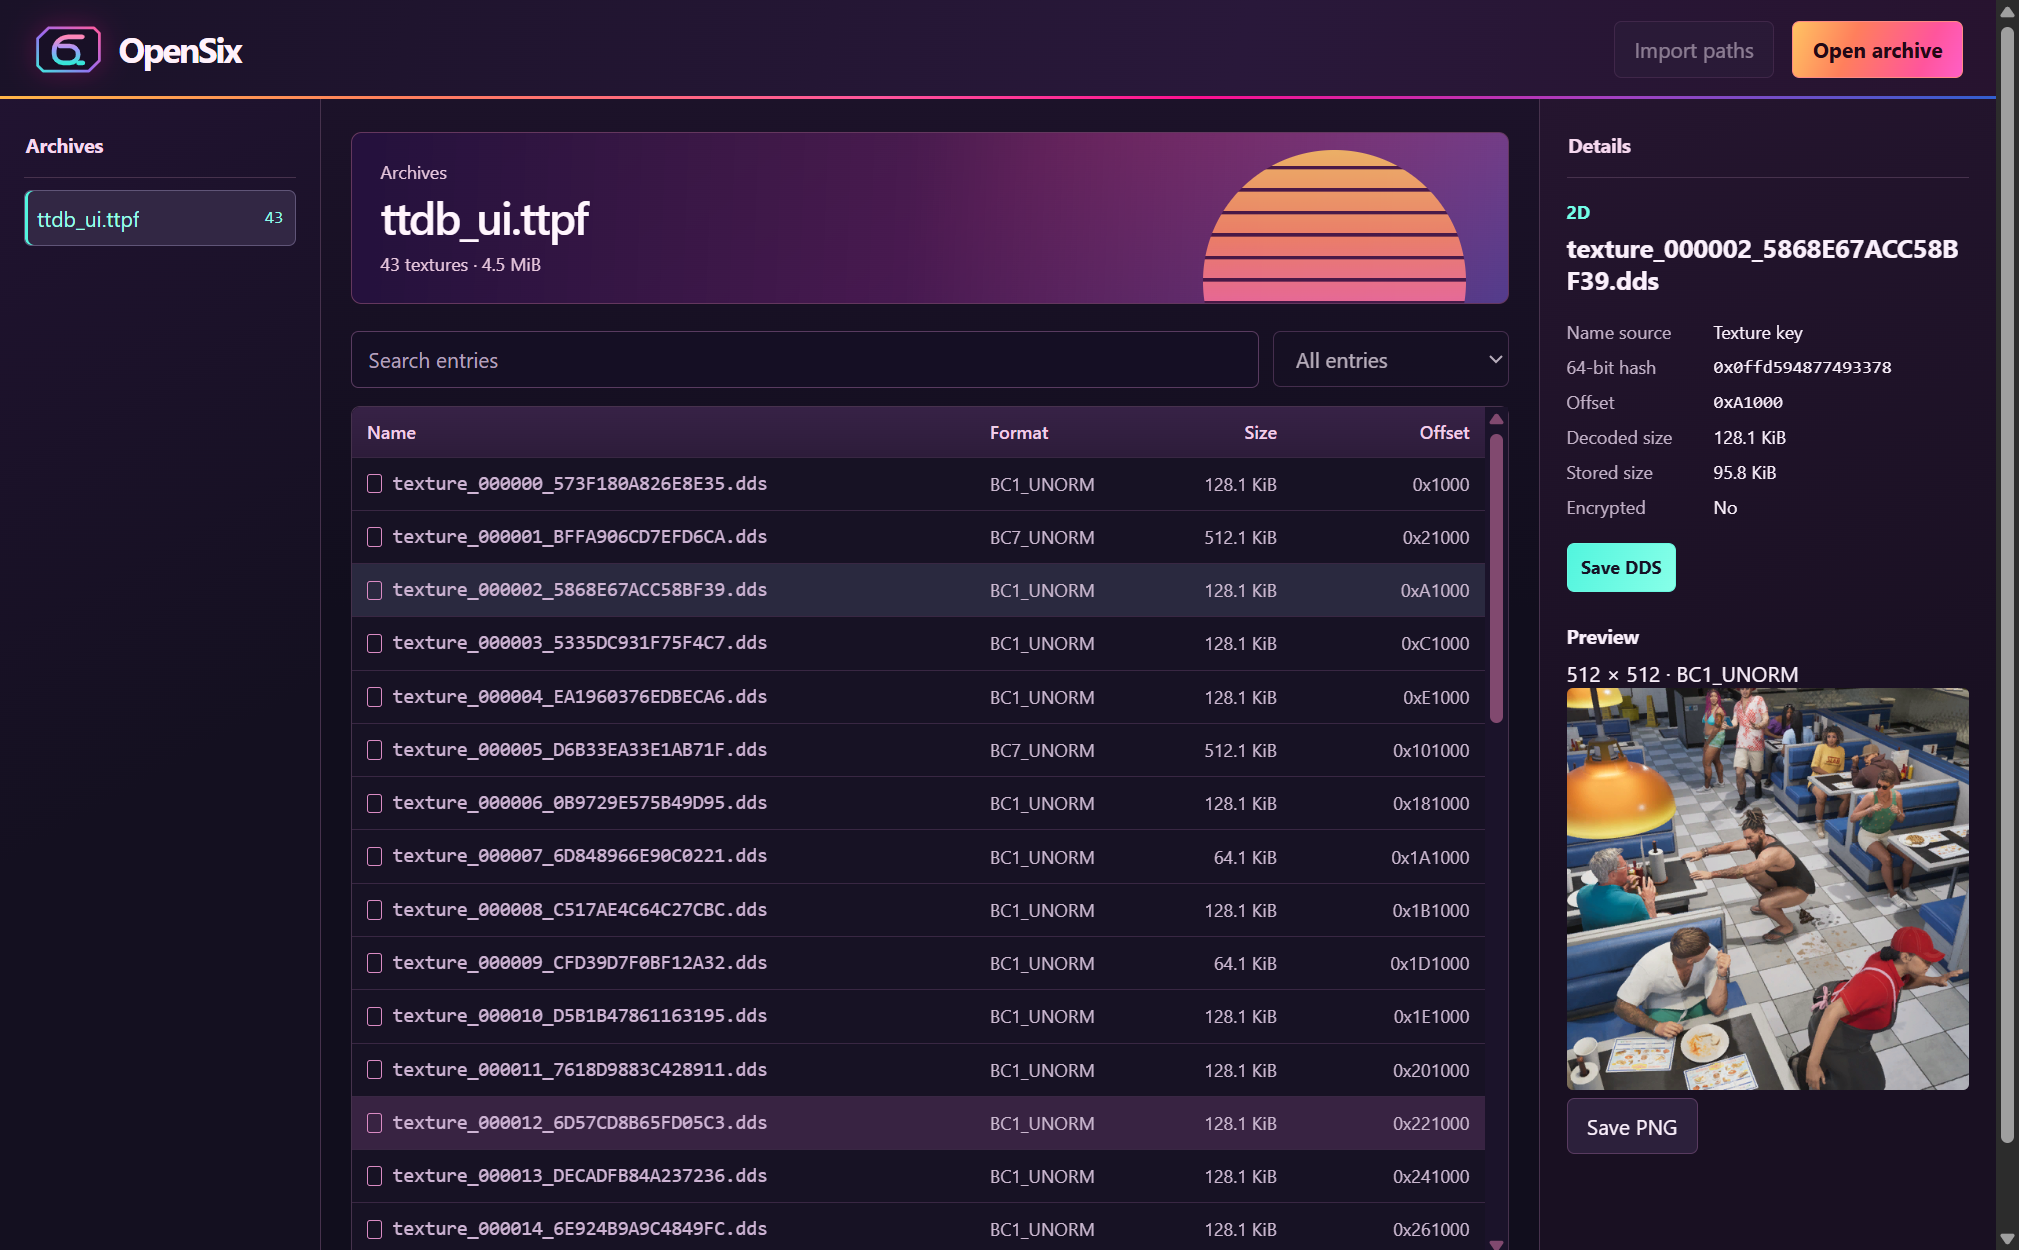 OpenSix
Import paths
Open archive
Archives
ttdb_ui.ttpf 43
Archives
ttdb_ui.ttpf
43 textures · 4.5 MiB
Search entries
All entries
Name Format Size Offset
texture_000000_573F180A826E8E35.dds BC1_UNORM 128.1 KiB 0x1000
texture_000001_BFFA906CD7EFD6CA.dds BC7_UNORM 512.1 KiB 0x21000
texture_000002_5868E67ACC58BF39.dds BC1_UNORM 128.1 KiB 0xA1000
texture_000003_5335DC931F75F4C7.dds BC1_UNORM 128.1 KiB 0xC1000
texture_000004_EA1960376EDBECA6.dds BC1_UNORM 128.1 KiB 0xE1000
texture_000005_D6B33EA33E1AB71F.dds BC7_UNORM 512.1 KiB 0x101000
texture_000006_0B9729E575B49D95.dds BC1_UNORM 128.1 KiB 0x181000
texture_000007_6D848966E90C0221.dds BC1_UNORM 64.1 KiB 0x1A1000
texture_000008_C517AE4C64C27CBC.dds BC1_UNORM 128.1 KiB 0x1B1000
texture_000009_CFD39D7F0BF12A32.dds BC1_UNORM 64.1 KiB 0x1D1000
texture_000010_D5B1B47861163195.dds BC1_UNORM 128.1 KiB 0x1E1000
texture_000011_7618D9883C428911.dds BC1_UNORM 128.1 KiB 0x201000
texture_000012_6D57CD8B65FD05C3.dds BC1_UNORM 128.1 KiB 0x221000
texture_000013_DECADFB84A237236.dds BC1_UNORM 128.1 KiB 0x241000
texture_000014_6E924B9A9C4849FC.dds BC1_UNORM 128.1 KiB 0x261000
Details
2D
texture_000002_5868E67ACC58B
F39.dds
Name source Texture key
64-bit hash 0x0ffd594877493378
Offset 0xA1000
Decoded size 128.1 KiB
Stored size 95.8 KiB
Encrypted No
Save DDS
Preview
512 × 512 · BC1_UNORM
Save PNG